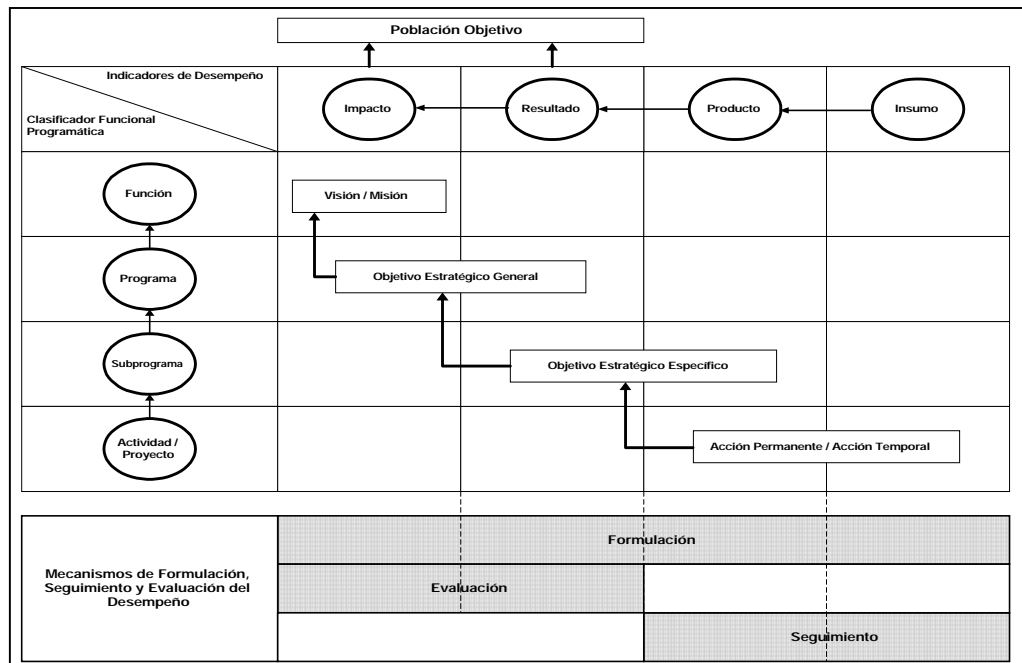 Población Objetivo
Indicadores de Desempeño
Clasificador Funcional
Programática
Impacto
Resultado
Producto
Insumo
Función
Visión / Misión
Programa
Objetivo Estratégico General
Subprograma
Objetivo Estratégico Específico
Actividad /
Proyecto
Acción Permanente / Acción Temporal
Mecanismos de Formulación,
Seguimiento y Evaluación del
Desempeño
Formulación
Evaluación
Seguimiento